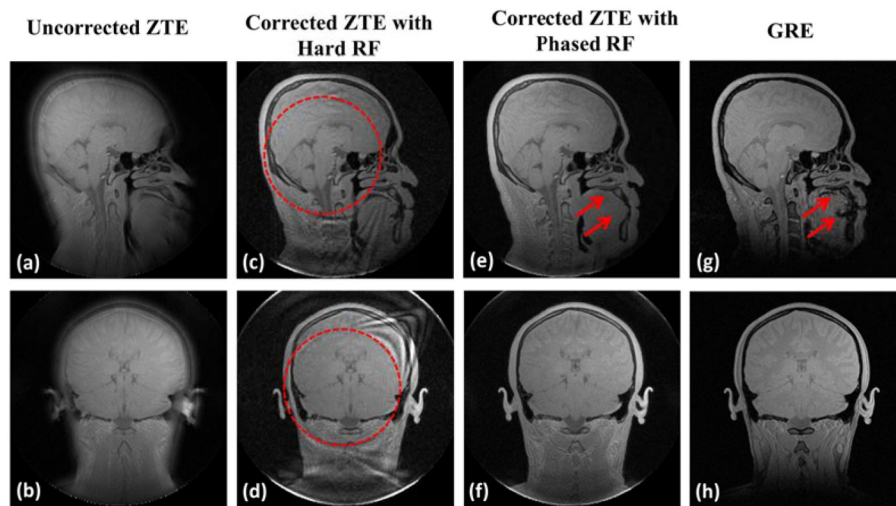 Uncorrected ZTE
Corrected ZTE with
Hard RF
Corrected ZTE with
Phased RF
GRE
(a)
(c)
(e)
(g)
(b)
(d)
(f)
(h)